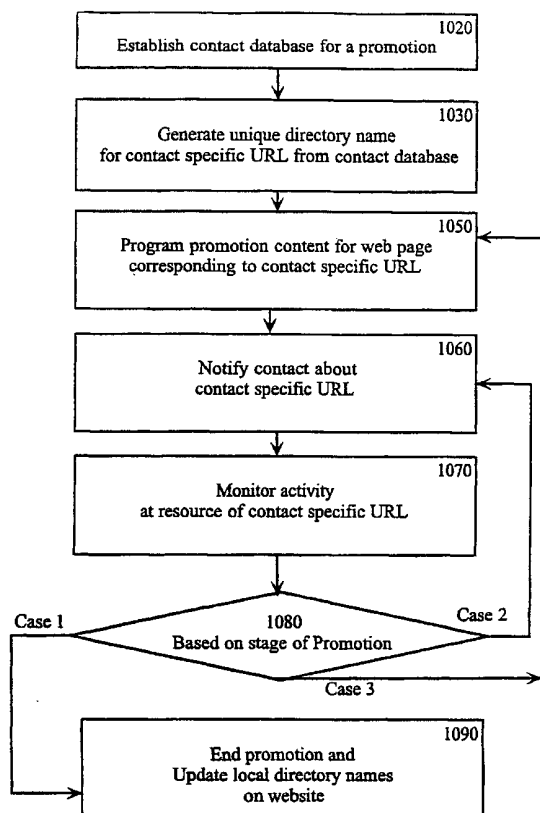 1020
Establish contact database for a promotion
1030
Generate unique directory name
for contact specific URL from contact database
1050
Program promotion content for web page
corresponding to contact specific URL
1060
Notify contact about
contact specific URL
1070
Monitor activity
at resource of contact specific URL
Case 1
1080
Case 2
Based on stage of Promotion
Case 3
1090
End promotion and
Update local directory names
on website